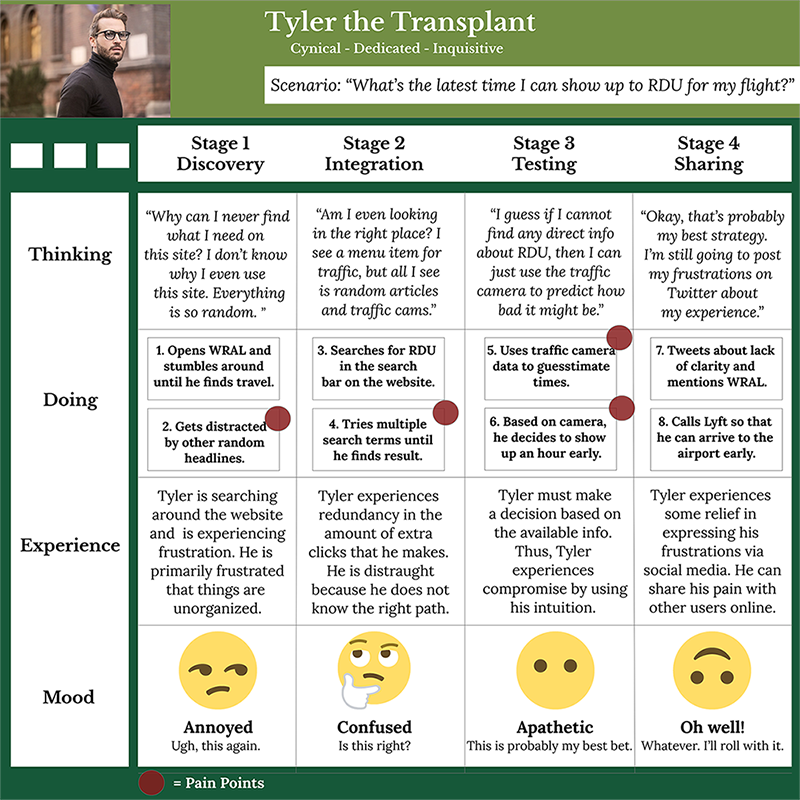 Tyler the Transplant
Cynical - Dedicated - Inquisitive
Scenario: “What’s the latest time I can show up to RDU for my flight?”
Stage 1
Discovery
Stage 2
Integration
Stage 3
Testing
Stage 4
Sharing
Thinking
“Why can I never find
what I need on
this site? I don’t know
why I even use
this site. Everything
is so random. ”
“Am I even looking
in the right place? I
see a menu item for
traffic, but all I see
is random articles
and traffic cams.”
“I guess if I cannot
find any direct info
about RDU, then I can
just use the traffic
camera to predict how
bad it might be.”
“Okay, that’s probably
my best strategy.
I’m still going to post
my frustrations on
Twitter about
my experience.”
Doing
1. Opens WRAL and
stumbles around
until he finds travel.
2. Gets distracted
by other random
headlines.
3. Searches for RDU
in the search
bar on the website.
4. Tries multiple
search terms until
he finds result.
5. Uses traffic camera
data to guesstimate
times.
6. Based on camera,
he decides to show
up an hour early.
7. Tweets about lack
of clarity and
mentions WRAL.
8. Calls Lyft so that
he can arrive to the
airport early.
Experience
Tyler is searching
around the website
and  is experiencing
frustration. He is
primarily frustrated
that things are
unorganized.
Tyler experiences
redundancy in the
amount of extra
clicks that he makes.
He is distraught
because he does not
know the right path.
Tyler must make
a decision based on
the available info.
Thus, Tyler
experiences
compromise by using
his intuition.
Tyler experiences
some relief in
expressing his
frustrations via
social media. He can
share his pain with
other users online.
Mood
Annoyed
Ugh, this again.
Confused
Is this right?
Apathetic
This is probably my best bet.
Oh well!
Whatever. I’ll roll with it.
= Pain Points